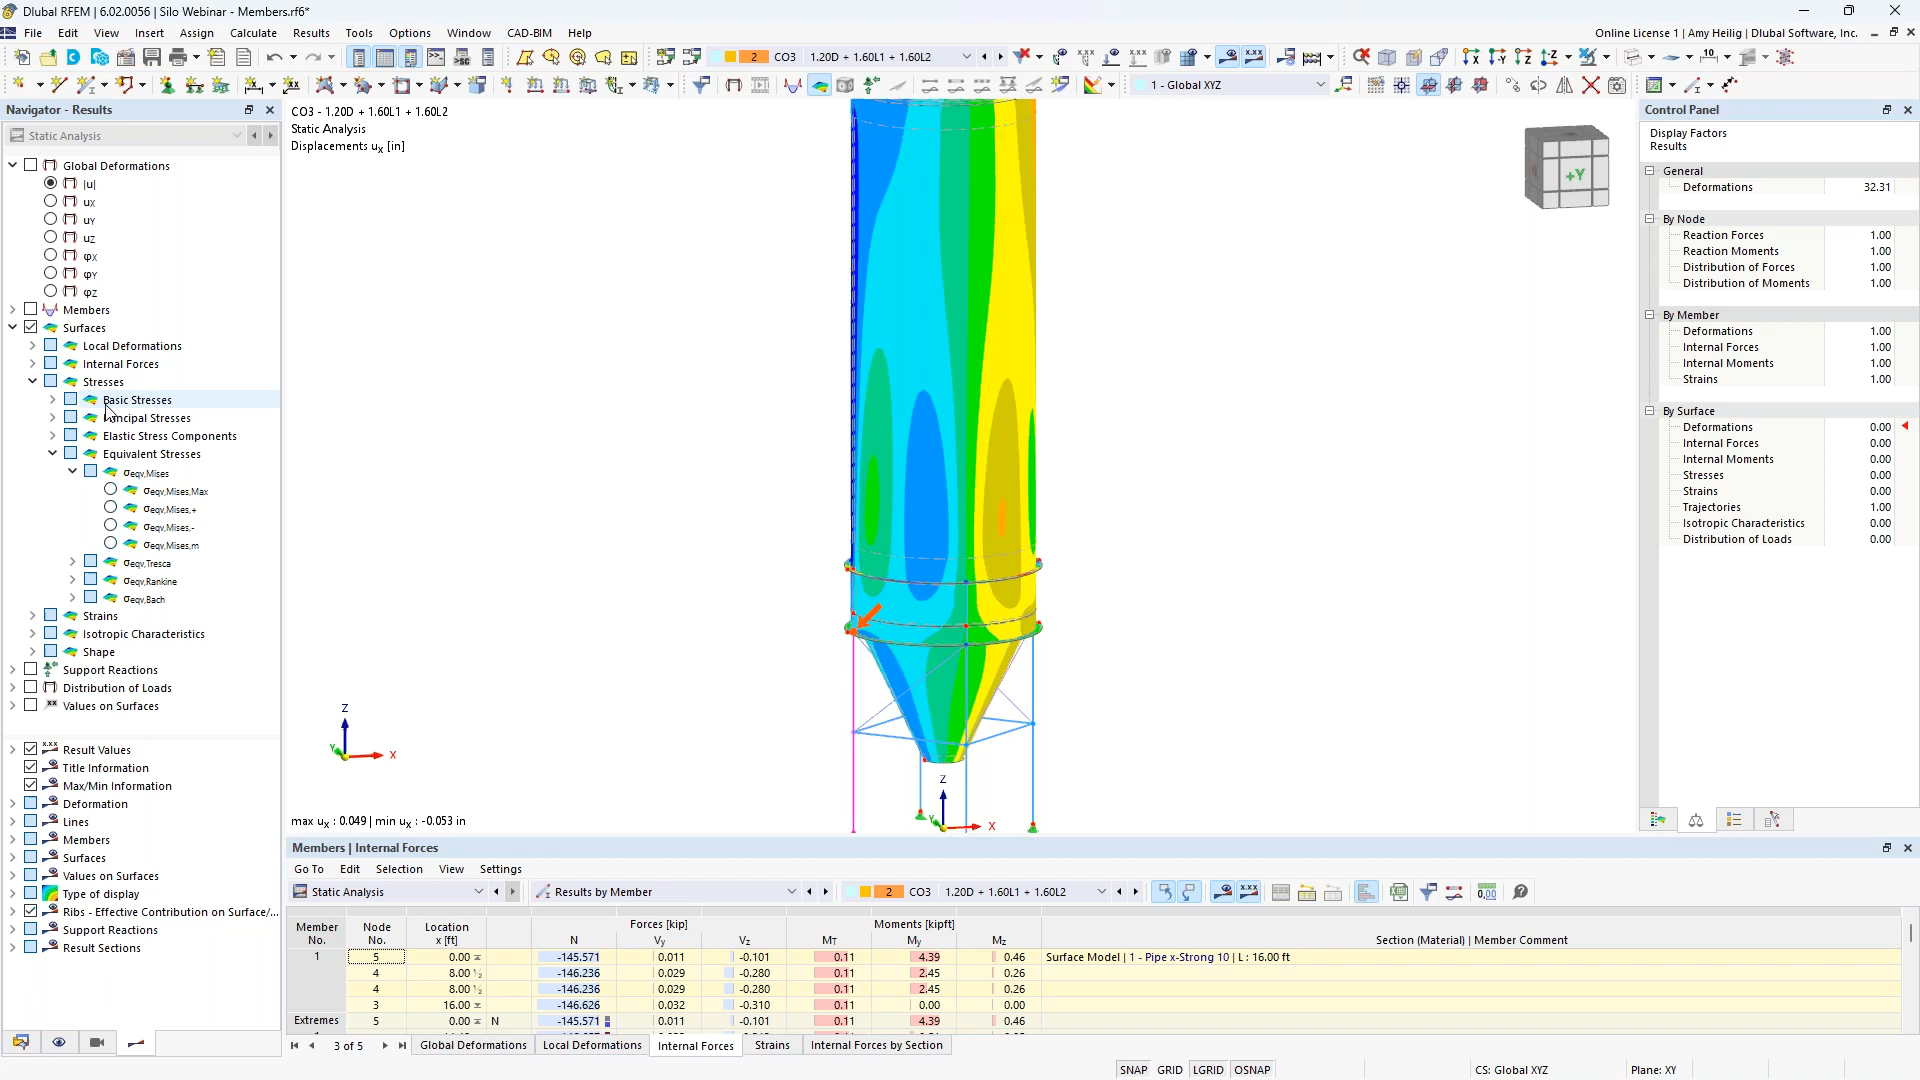 Dlubal RFEM | 6.02.0056 | Silo Webinar - Members.rf6*
File Edit View Insert Assign Calculate Results Tools Options Window CAD-BIM Help
Online License 1 | Amy Heilig | Dlubal Software, Inc.
2 CO3 1.20D + 1.60L1 + 1.60L2
1 - Global XYZ
Navigator - Results
Static Analysis
Global Deformations
|u|
uX
uY
uZ
φX
φY
φZ
Members
Surfaces
Local Deformations
Internal Forces
Stresses
Basic Stresses
Principal Stresses
Elastic Stress Components
Equivalent Stresses
σeqv,Mises
σeqv,Mises,Max
σeqv,Mises,+
σeqv,Mises,-
σeqv,Mises,m
σeqv,Tresca
σeqv,Rankine
σeqv,Bach
Strains
Isotropic Characteristics
Shape
Support Reactions
Distribution of Loads
Values on Surfaces
Result Values
Title Information
Max/Min Information
Deformation
Lines
Members
Surfaces
Values on Surfaces
Type of display
Ribs - Effective Contribution on Surface/...
Support Reactions
Result Sections
CO3 - 1.20D + 1.60L1 + 1.60L2
Static Analysis
Displacements uX [in]
+Y
Z
Y
X
Z
Y
X
max uX : 0.049 | min uX : -0.053 in
Control Panel
Display Factors
Results
General
Deformations 32.31
By Node
Reaction Forces 1.00
Reaction Moments 1.00
Distribution of Forces 1.00
Distribution of Moments 1.00
By Member
Deformations 1.00
Internal Forces 1.00
Internal Moments 1.00
Strains 1.00
By Surface
Deformations 0.00
Internal Forces 0.00
Internal Moments 0.00
Stresses 0.00
Strains 0.00
Trajectories 1.00
Isotropic Characteristics 0.00
Distribution of Loads 0.00
Members | Internal Forces
Go To Edit Selection View Settings
Static Analysis Results by Member 2 CO3 1.20D + 1.60L1 + 1.60L2
Member Node Location Forces [kip] Moments [kipft]
No. No. x [ft] N Vy Vz MT My Mz Section (Material) | Member Comment
1 5 0.00 -145.571 0.011 -0.101 0.11 4.39 0.46 Surface Model | 1 - Pipe x-Strong 10 | L : 16.00 ft
4 8.00 ½ -146.236 0.029 -0.280 0.11 2.45 0.26
4 8.00 ½ -146.236 0.029 -0.280 0.11 2.45 0.26
3 16.00 -146.626 0.032 -0.310 0.11 0.00 0.00
Extremes 5 0.00 N -145.571 0.011 -0.101 0.11 4.39 0.46
3 of 5 Global Deformations Local Deformations Internal Forces Strains Internal Forces by Section
SNAP GRID LGRID OSNAP CS: Global XYZ Plane: XY